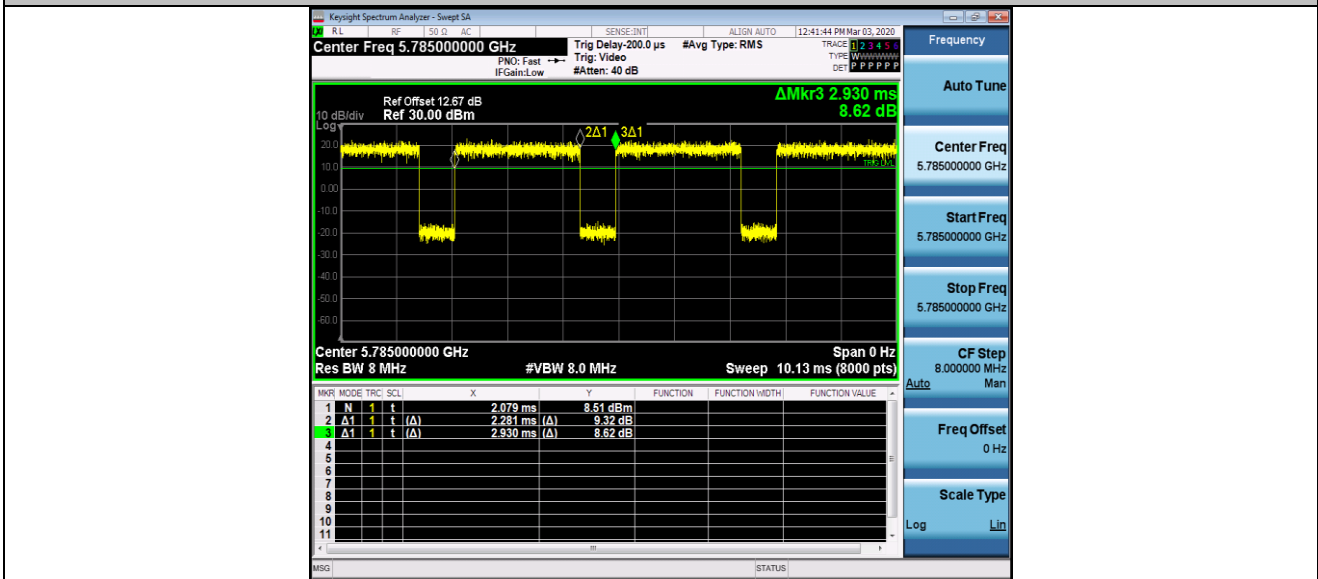 Keysight Spectrum Analyzer - Swept SA
RL RF 50 Ω AC SENSE:INT ALIGN AUTO 12:41:44 PM Mar 03, 2020
Center Freq 5.785000000 GHz
PNO: Fast
IFGain:Low
Trig Delay-200.0 µs
Trig: Video
#Atten: 40 dB
#Avg Type: RMS
TRACE 1 2 3 4 5 6
TYPE WWWWWW
DET P P P P P P
Frequency
Auto Tune
Center Freq
5.785000000 GHz
Start Freq
5.785000000 GHz
Stop Freq
5.785000000 GHz
CF Step
8.000000 MHz
Auto Man
Freq Offset
0 Hz
Scale Type
Log Lin
ΔMkr3 2.930 ms
8.62 dB
Ref Offset 12.67 dB
10 dB/div Ref 30.00 dBm
Log
2Δ1 3Δ1
20.0
10.0
TRIG LVL
0.00
-10.0
-20.0
-30.0
-40.0
-50.0
-60.0
Center 5.785000000 GHz Span 0 Hz
Res BW 8 MHz #VBW 8.0 MHz Sweep 10.13 ms (8000 pts)
MKR MODE TRC SCL X Y FUNCTION FUNCTION WIDTH FUNCTION VALUE
1 N 1 t 2.079 ms 8.51 dBm
2 Δ1 1 t (Δ) 2.281 ms (Δ) 9.32 dB
3 Δ1 1 t (Δ) 2.930 ms (Δ) 8.62 dB
4
5
6
7
8
9
10
11
MSG STATUS